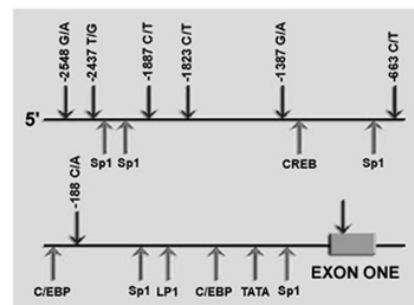 -2548 G/A
-2437 T/G
-1887 C/T
-1823 C/T
-1387 G/A
-663 C/T
5'
Sp1 Sp1 CREB Sp1
-188 C/A
C/EBP Sp1 LP1 C/EBP TATA Sp1 EXON ONE